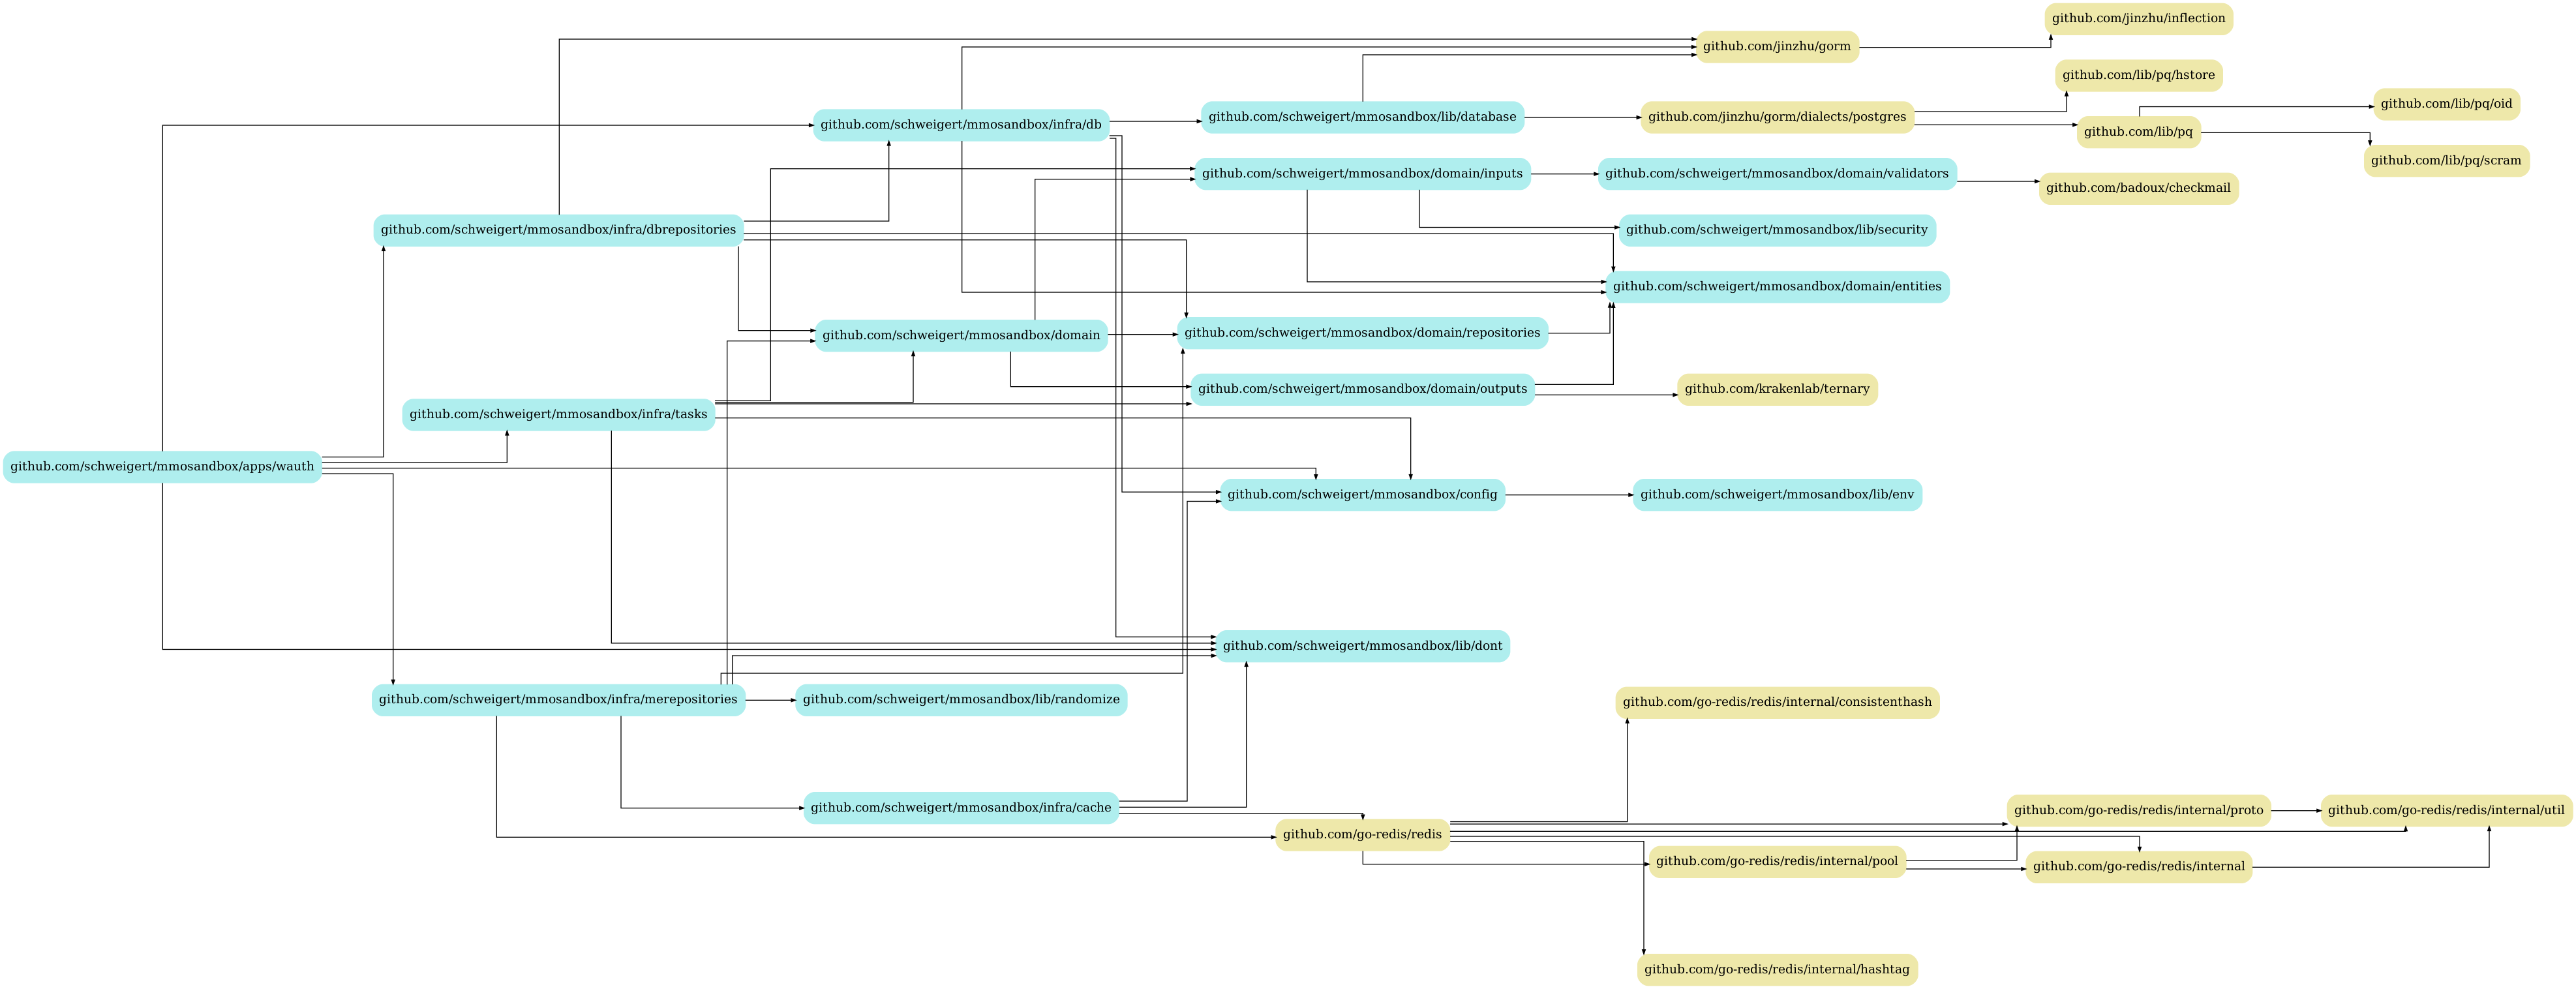 github.com/jinzhu/inflection
github.com/jinzhu/gorm
github.com/lib/pq/hstore
github.com/lib/pq/oid
github.com/schweigert/mmosandbox/infra/db
github.com/schweigert/mmosandbox/lib/database
github.com/jinzhu/gorm/dialects/postgres
github.com/lib/pq
github.com/lib/pq/scram
github.com/schweigert/mmosandbox/domain/inputs
github.com/schweigert/mmosandbox/domain/validators
github.com/badoux/checkmail
github.com/schweigert/mmosandbox/infra/dbrepositories
github.com/schweigert/mmosandbox/lib/security
github.com/schweigert/mmosandbox/domain/entities
github.com/schweigert/mmosandbox/domain
github.com/schweigert/mmosandbox/domain/repositories
github.com/schweigert/mmosandbox/domain/outputs
github.com/krakenlab/ternary
github.com/schweigert/mmosandbox/infra/tasks
github.com/schweigert/mmosandbox/apps/wauth
github.com/schweigert/mmosandbox/config
github.com/schweigert/mmosandbox/lib/env
github.com/schweigert/mmosandbox/lib/dont
github.com/schweigert/mmosandbox/infra/merepositories
github.com/schweigert/mmosandbox/lib/randomize
github.com/go-redis/redis/internal/consistenthash
github.com/schweigert/mmosandbox/infra/cache
github.com/go-redis/redis/internal/proto
github.com/go-redis/redis/internal/util
github.com/go-redis/redis
github.com/go-redis/redis/internal/pool
github.com/go-redis/redis/internal
github.com/go-redis/redis/internal/hashtag